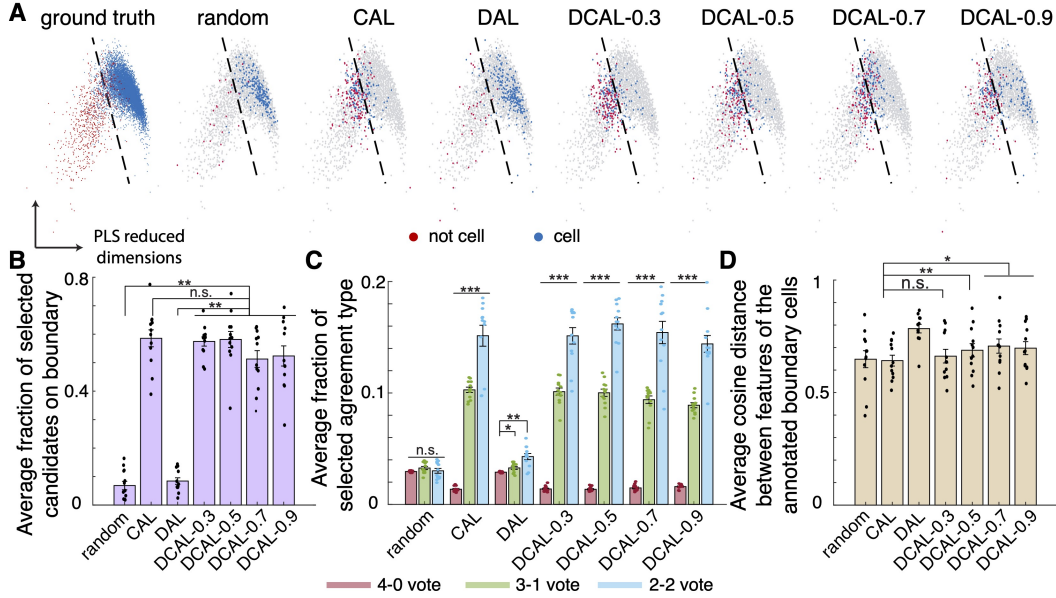 A
ground truth
random
CAL
DAL
DCAL-0.3
DCAL-0.5
DCAL-0.7
DCAL-0.9
PLS reduced
dimensions
not cell
cell
B
Average fraction of selected
candidates on boundary
0.8
0.4
0
**
n.s.
**
random
CAL
DAL
DCAL-0.3
DCAL-0.5
DCAL-0.7
DCAL-0.9
C
Average fraction of
selected agreement type
0.2
0.1
0
n.s.
***
*
**
***
***
***
***
random
CAL
DAL
DCAL-0.3
DCAL-0.5
DCAL-0.7
DCAL-0.9
4-0 vote
3-1 vote
2-2 vote
D
Average cosine distance
between features of the
annotated boundary cells
1
0.5
0
*
**
n.s.
random
CAL
DAL
DCAL-0.3
DCAL-0.5
DCAL-0.7
DCAL-0.9